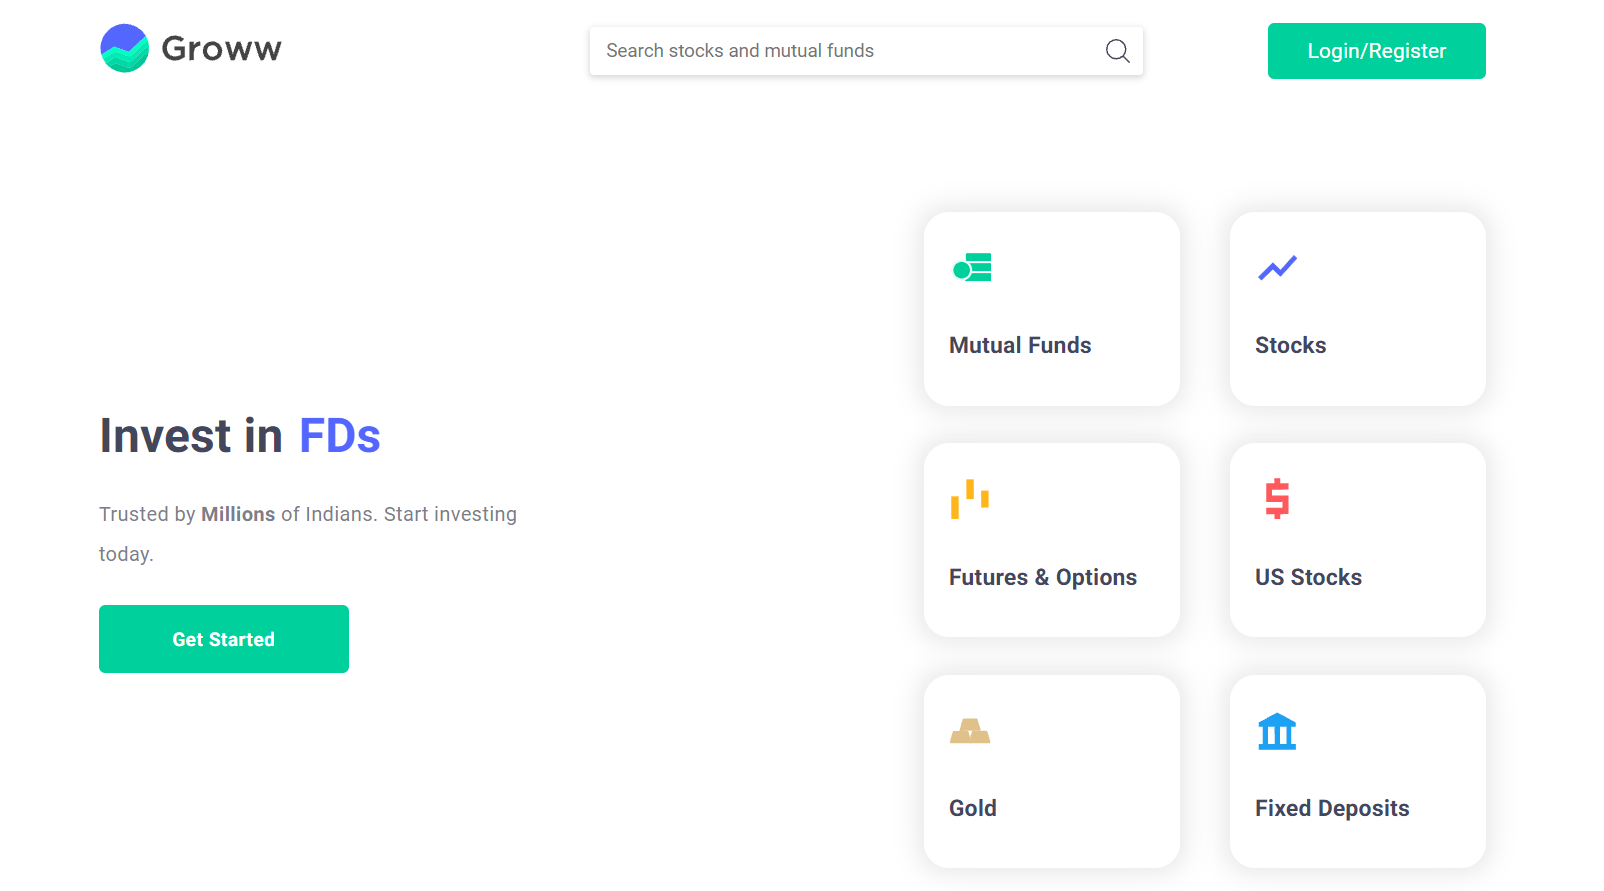 Groww
Search stocks and mutual funds
Login/Register
Invest in FDs
Trusted by Millions of Indians. Start investing
today.
Get Started
Mutual Funds
Stocks
Futures & Options
US Stocks
Gold
Fixed Deposits